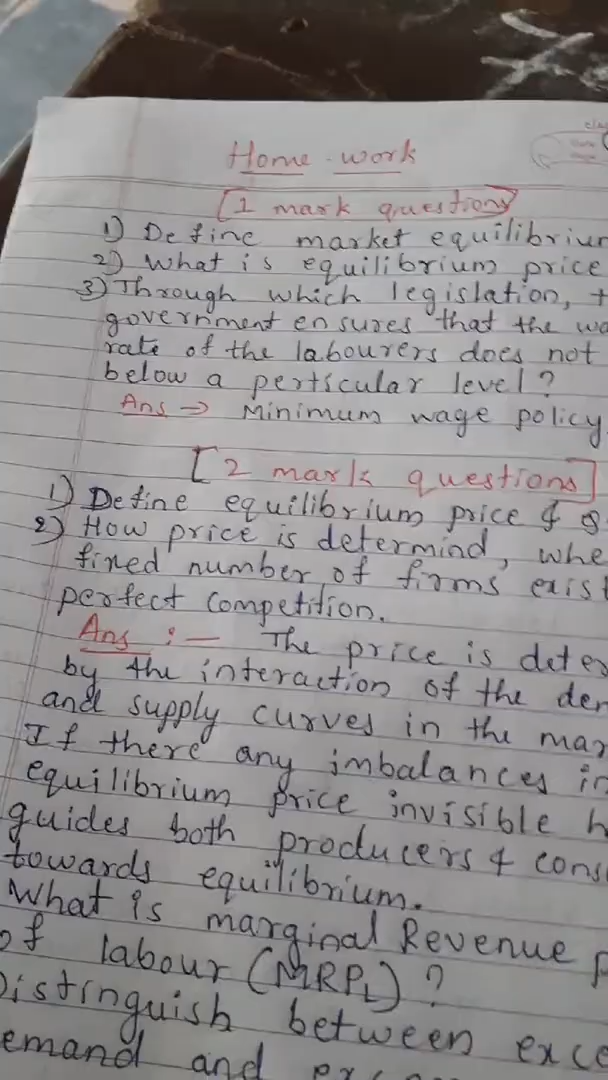 Home-work
[1 mark questions]
1) Define market equilibrium
2) What is equilibrium price
3) Through which legislation, t
government ensures that the wa
rate of the labourers does not
below a perticular level?
Ans → Minimum wage policy.
[2 mark questions]
1) Define equilibrium price & q
2) How price is determind, whe
fixed number of firms exist
perfect competition.
Ans :- The price is deter
by the interaction of the dem
and supply curves in the mar
If there any imbalances in
equilibrium price invisible h
guides both producers & cons
towards equilibrium.
What is marginal Revenue p
of labour (MRPL)?
Distinguish between exce
emand and